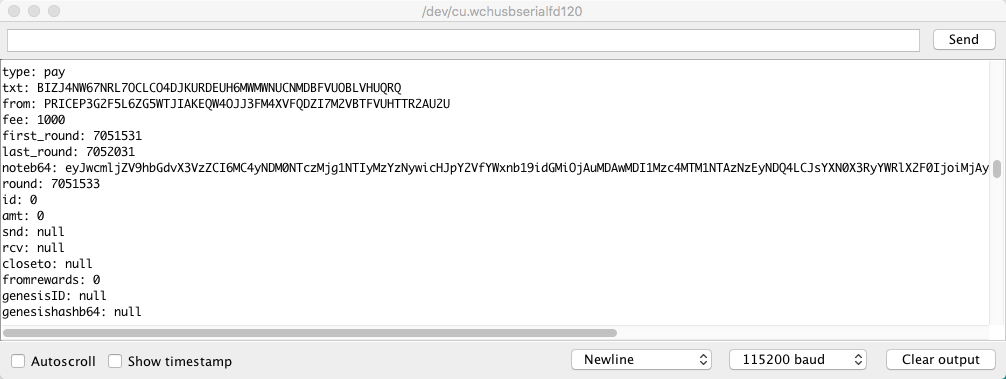 /dev/cu.wchusbserialfd120
Send
type: pay
txt: BIZJ4NW67NRL7OCLCO4DJKURDEUH6MWMWNUCNMDBFVUOBLVHUQRQ
from: PRICEP3G2F5L6ZG5WTJIAKEQW4OJJ3FM4XVFQDZI7M2VBTFVUHTTR2AU2U
fee: 1000
first_round: 7051531
last_round: 7052031
noteb64: eyJwcmljZV9hbGdvX3VzZCI6MC4yNDM0NTczMjg1NTIyMzYzNywicHJpY2VfYWxnb19idGMiOjAuMDAwMDI1Mzc4MTM1NTAzNzEyNDQ4LCJsYXN0X3RyYWRlX2F0IjoiMjAy
round: 7051533
id: 0
amt: 0
snd: null
rcv: null
closeto: null
fromrewards: 0
genesisID: null
genesishashb64: null
Autoscroll
Show timestamp
Newline
115200 baud
Clear output